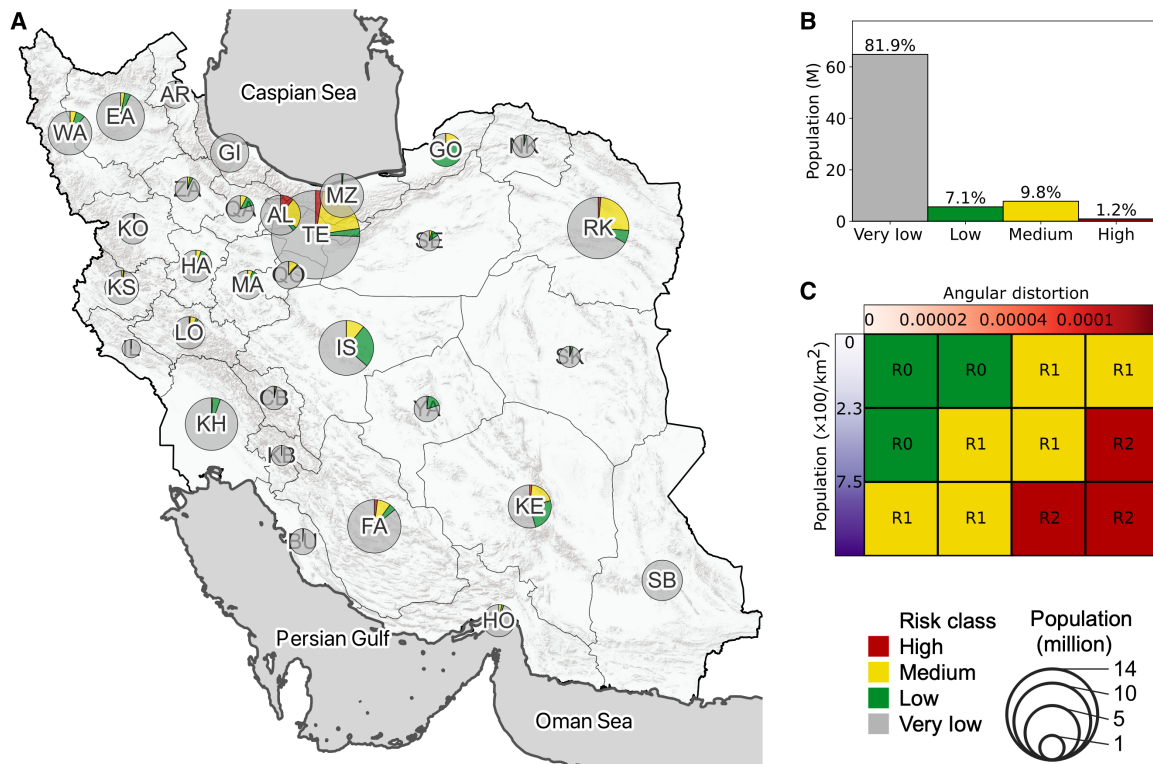 A
Caspian Sea
AR
EA
WA
GI
GO
NK
ZA
MZ
QA
AL
TE
KO
SE
RK
HA
QO
KS
MA
LO
IL
IS
SK
CB
YA
KH
KB
KE
FA
BU
SB
HO
Persian Gulf
Oman Sea
B
Population (M)
60
40
20
0
81.9%
7.1%
9.8%
1.2%
Very low Low Medium High
C
Angular distortion
0 0.00002 0.00004 0.0001
Population (×100/km²)
0
2.3
7.5
R0 R0 R1 R1
R0 R1 R1 R2
R1 R1 R2 R2
Risk class
High
Medium
Low
Very low
Population
(million)
14
10
5
1